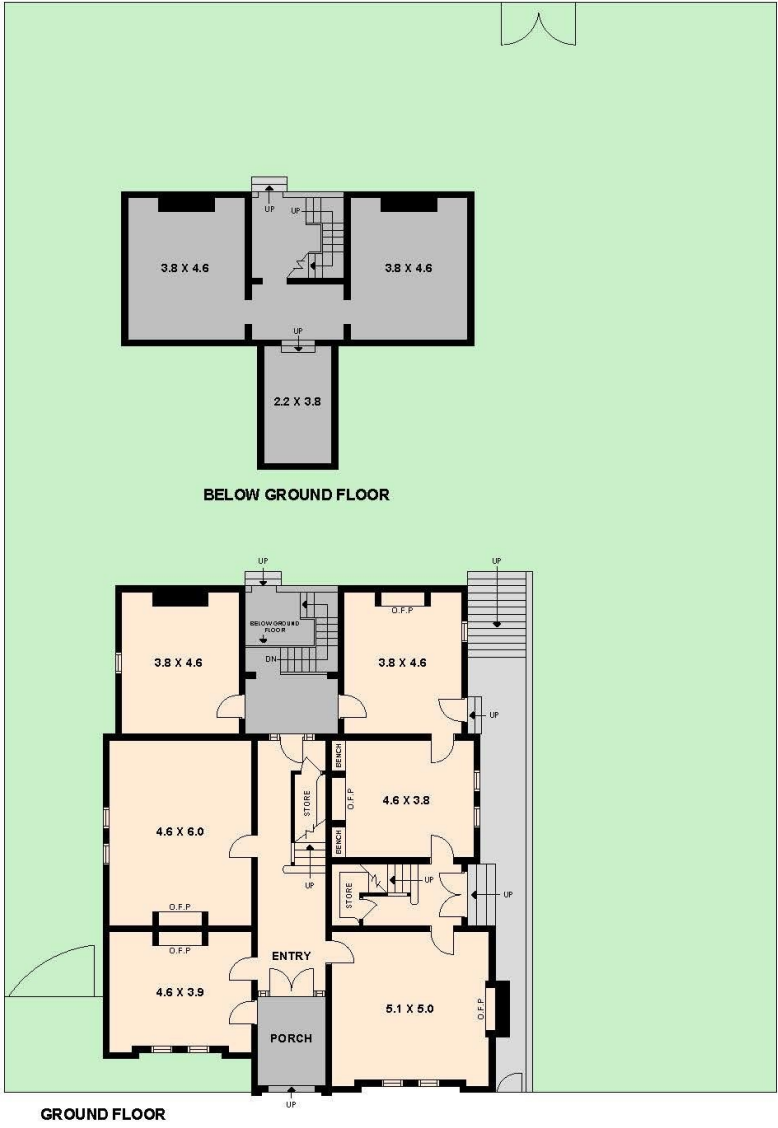 UP
UP
3.8 X 4.6
3.8 X 4.6
UP
2.2 X 3.8
BELOW GROUND FLOOR
UP
UP
O.F.P
BELOW GROUND
FLOOR
3.8 X 4.6
DN
3.8 X 4.6
UP
BENCH
STORE
O.F.P
4.6 X 3.8
4.6 X 6.0
BENCH
UP
UP
STORE
UP
O.F.P
O.F.P
ENTRY
4.6 X 3.9
5.1 X 5.0
O.F.P
PORCH
UP
GROUND FLOOR